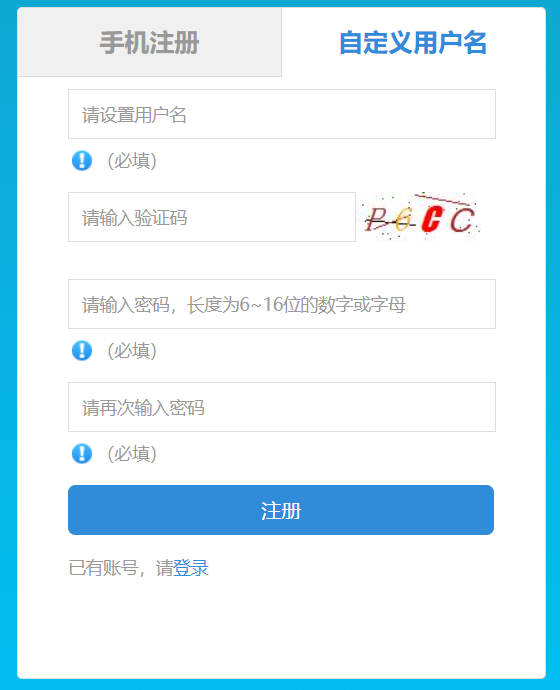 手机注册
自定义用户名
请设置用户名
（必填）
请输入验证码
请输入密码，长度为6~16位的数字或字母
（必填）
请再次输入密码
（必填）
注册
已有账号，请登录